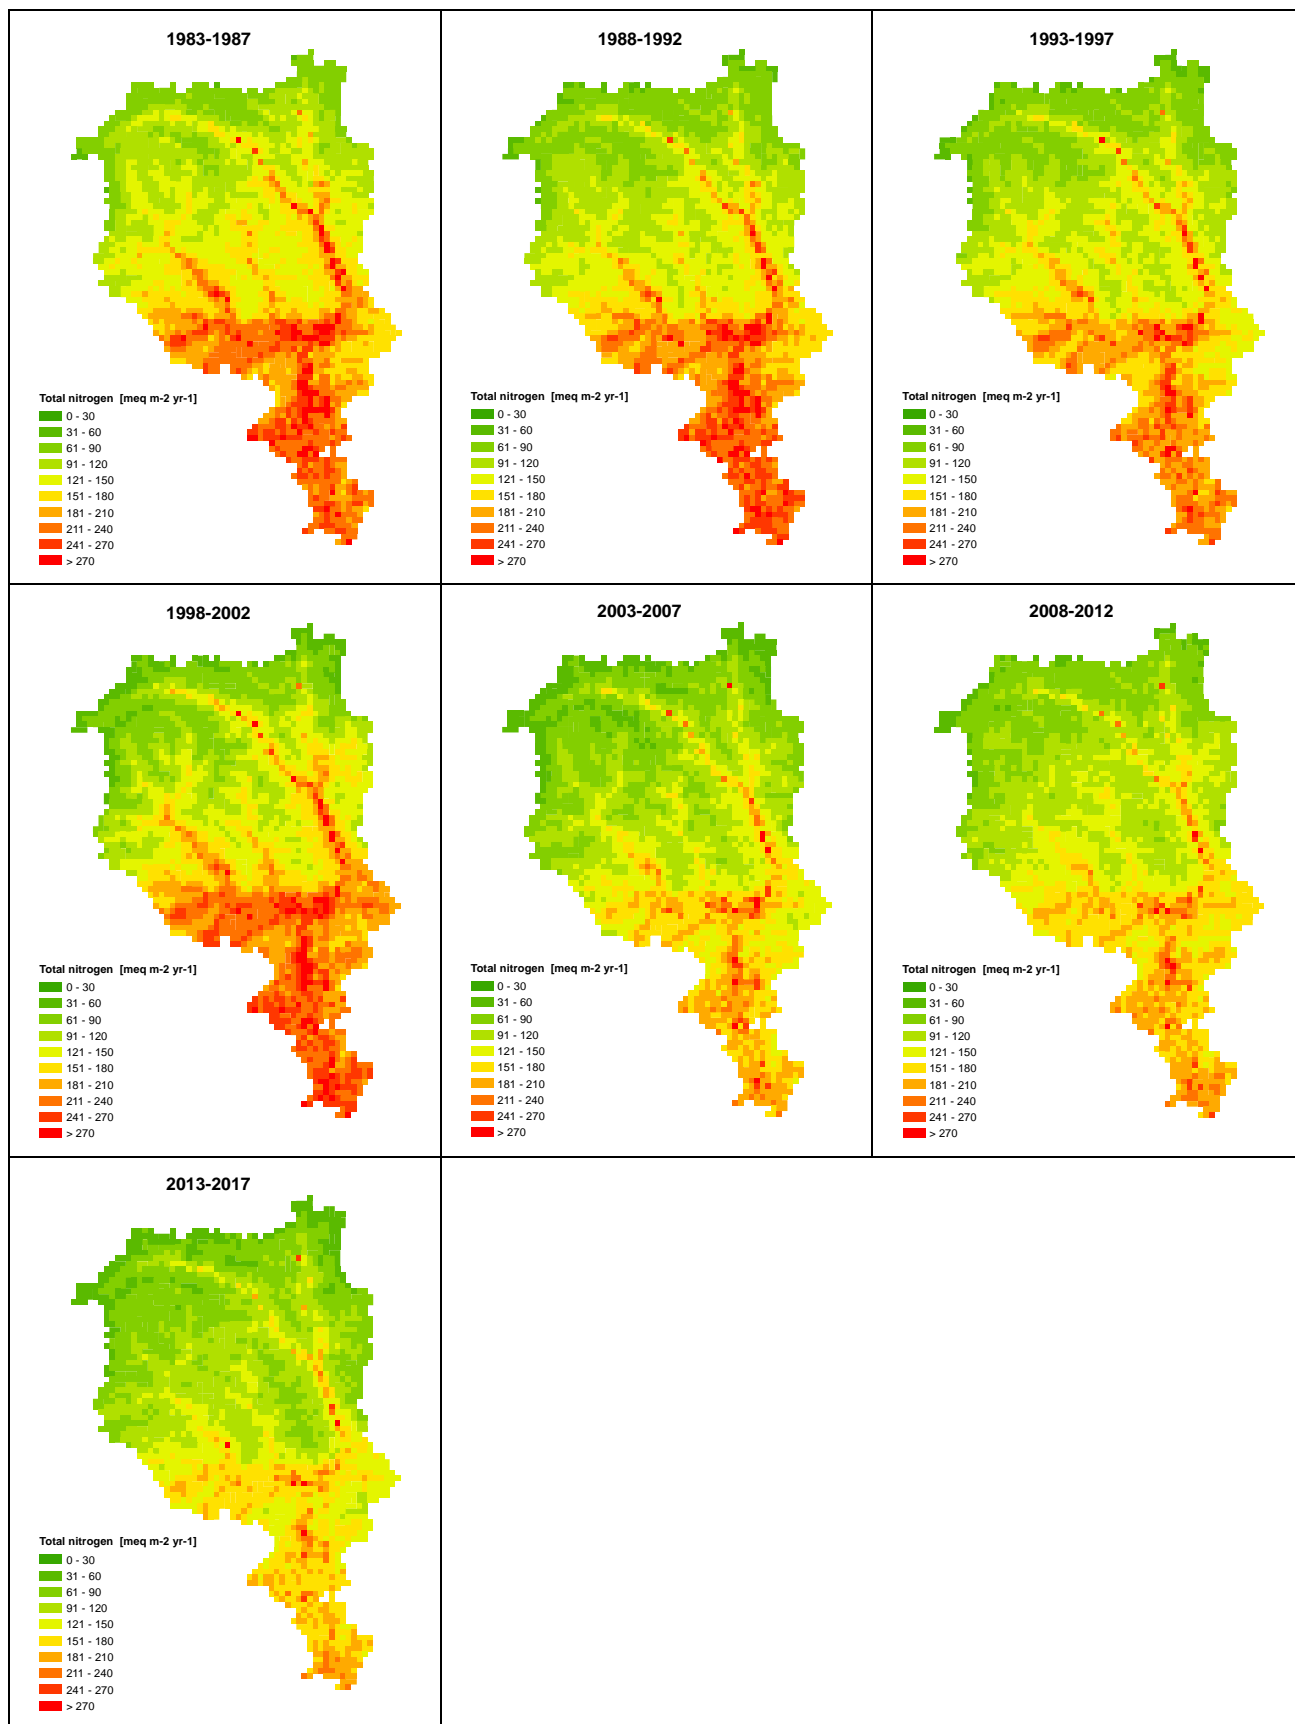 1983-1987
Total nitrogen [meq m-2 yr-1]
0 - 30
31 - 60
61 - 90
91 - 120
121 - 150
151 - 180
181 - 210
211 - 240
241 - 270
> 270
1988-1992
Total nitrogen [meq m-2 yr-1]
0 - 30
31 - 60
61 - 90
91 - 120
121 - 150
151 - 180
181 - 210
211 - 240
241 - 270
> 270
1993-1997
Total nitrogen [meq m-2 yr-1]
0 - 30
31 - 60
61 - 90
91 - 120
121 - 150
151 - 180
181 - 210
211 - 240
241 - 270
> 270
1998-2002
Total nitrogen [meq m-2 yr-1]
0 - 30
31 - 60
61 - 90
91 - 120
121 - 150
151 - 180
181 - 210
211 - 240
241 - 270
> 270
2003-2007
Total nitrogen [meq m-2 yr-1]
0 - 30
31 - 60
61 - 90
91 - 120
121 - 150
151 - 180
181 - 210
211 - 240
241 - 270
> 270
2008-2012
Total nitrogen [meq m-2 yr-1]
0 - 30
31 - 60
61 - 90
91 - 120
121 - 150
151 - 180
181 - 210
211 - 240
241 - 270
> 270
2013-2017
Total nitrogen [meq m-2 yr-1]
0 - 30
31 - 60
61 - 90
91 - 120
121 - 150
151 - 180
181 - 210
211 - 240
241 - 270
> 270